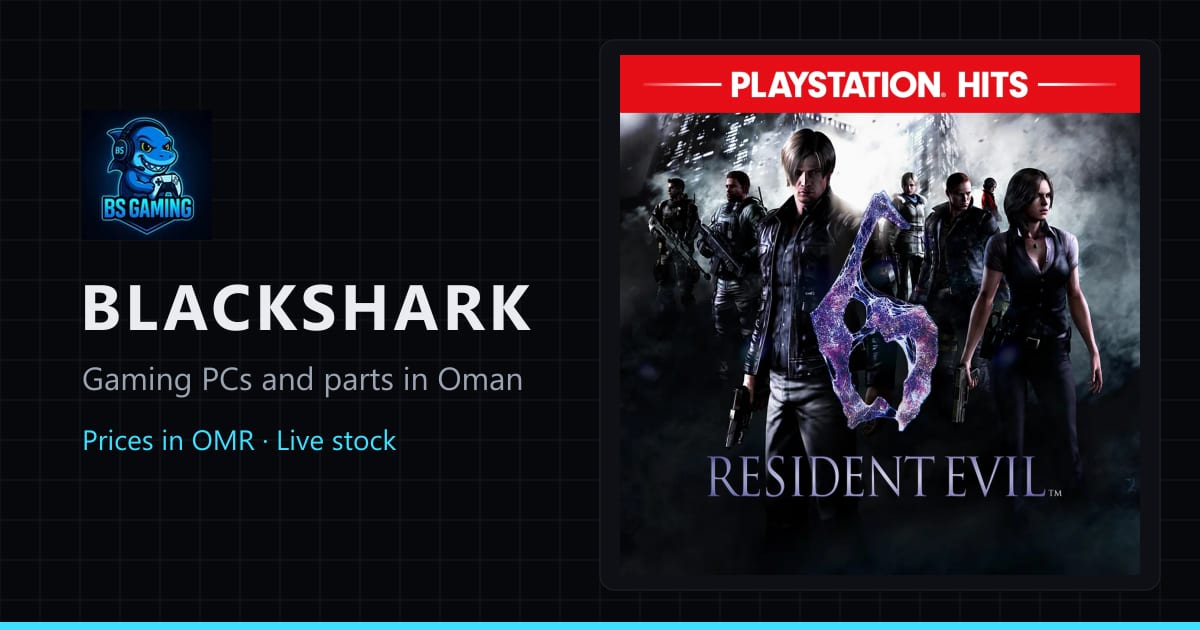 BS
BS GAMING
BLACKSHARK
Gaming PCs and parts in Oman
Prices in OMR · Live stock
PLAYSTATION® HITS
6
RESIDENT EVIL™